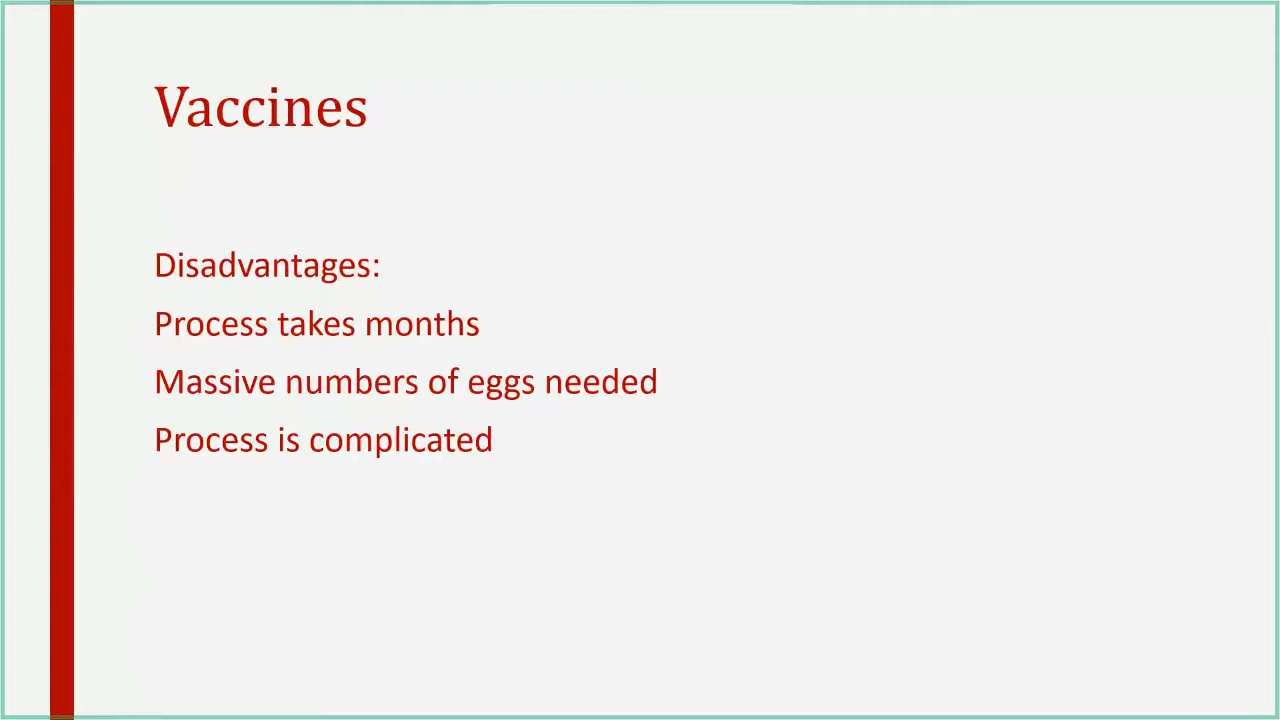 Vaccines
Disadvantages:
Process takes months
Massive numbers of eggs needed
Process is complicated